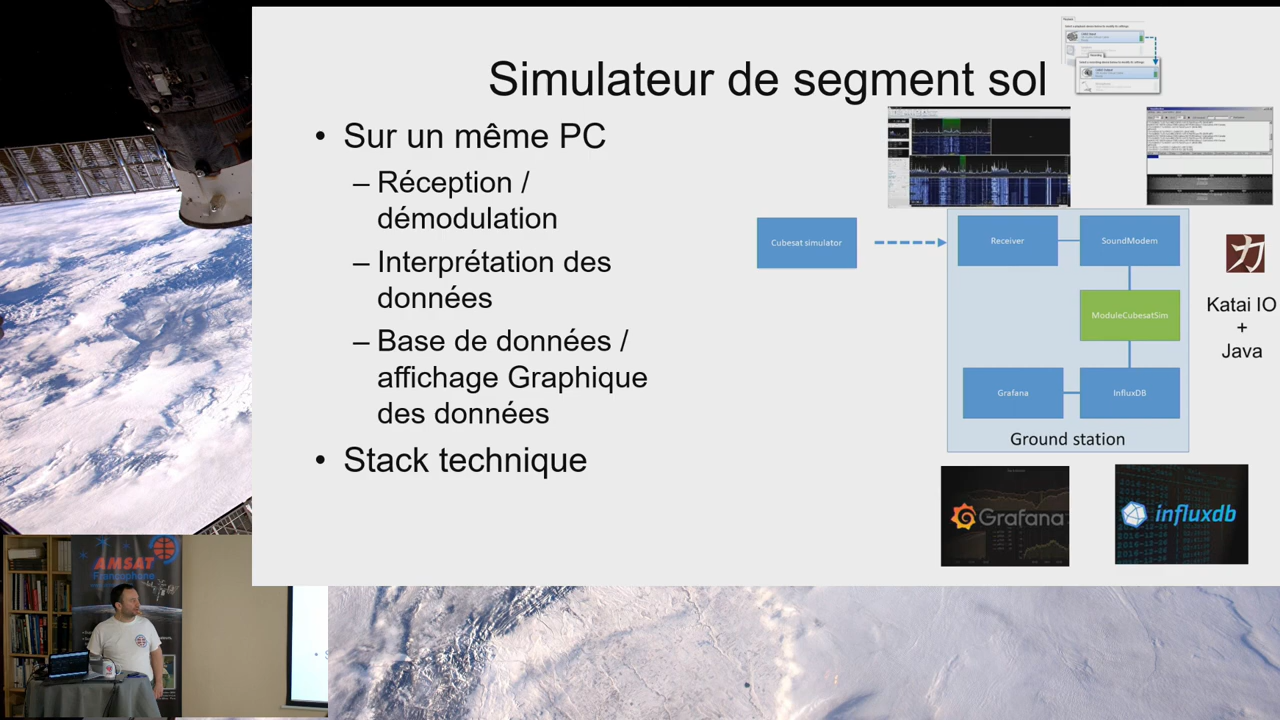 Simulateur de segment sol
• Sur un même PC
– Réception /
démodulation
– Interprétation des
données
– Base de données /
affichage Graphique
des données
• Stack technique
Cubesat simulator
Receiver
SoundModem
ModuleCubesatSim
Grafana
InfluxDB
Ground station
Katai IO
+
Java
Grafana
influxdb
AMSAT
Francophone